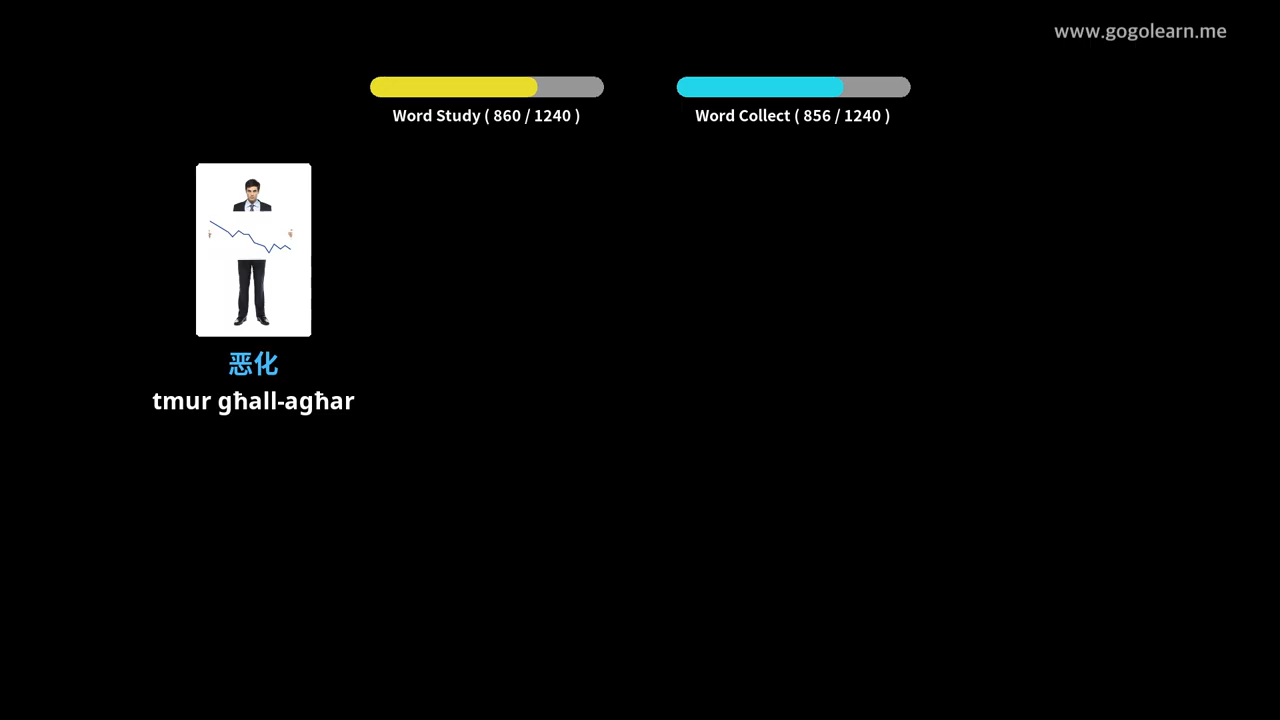 www.gogolearn.me
Word Study ( 860 / 1240 )
Word Collect ( 856 / 1240 )
恶化
tmur għall-agħar